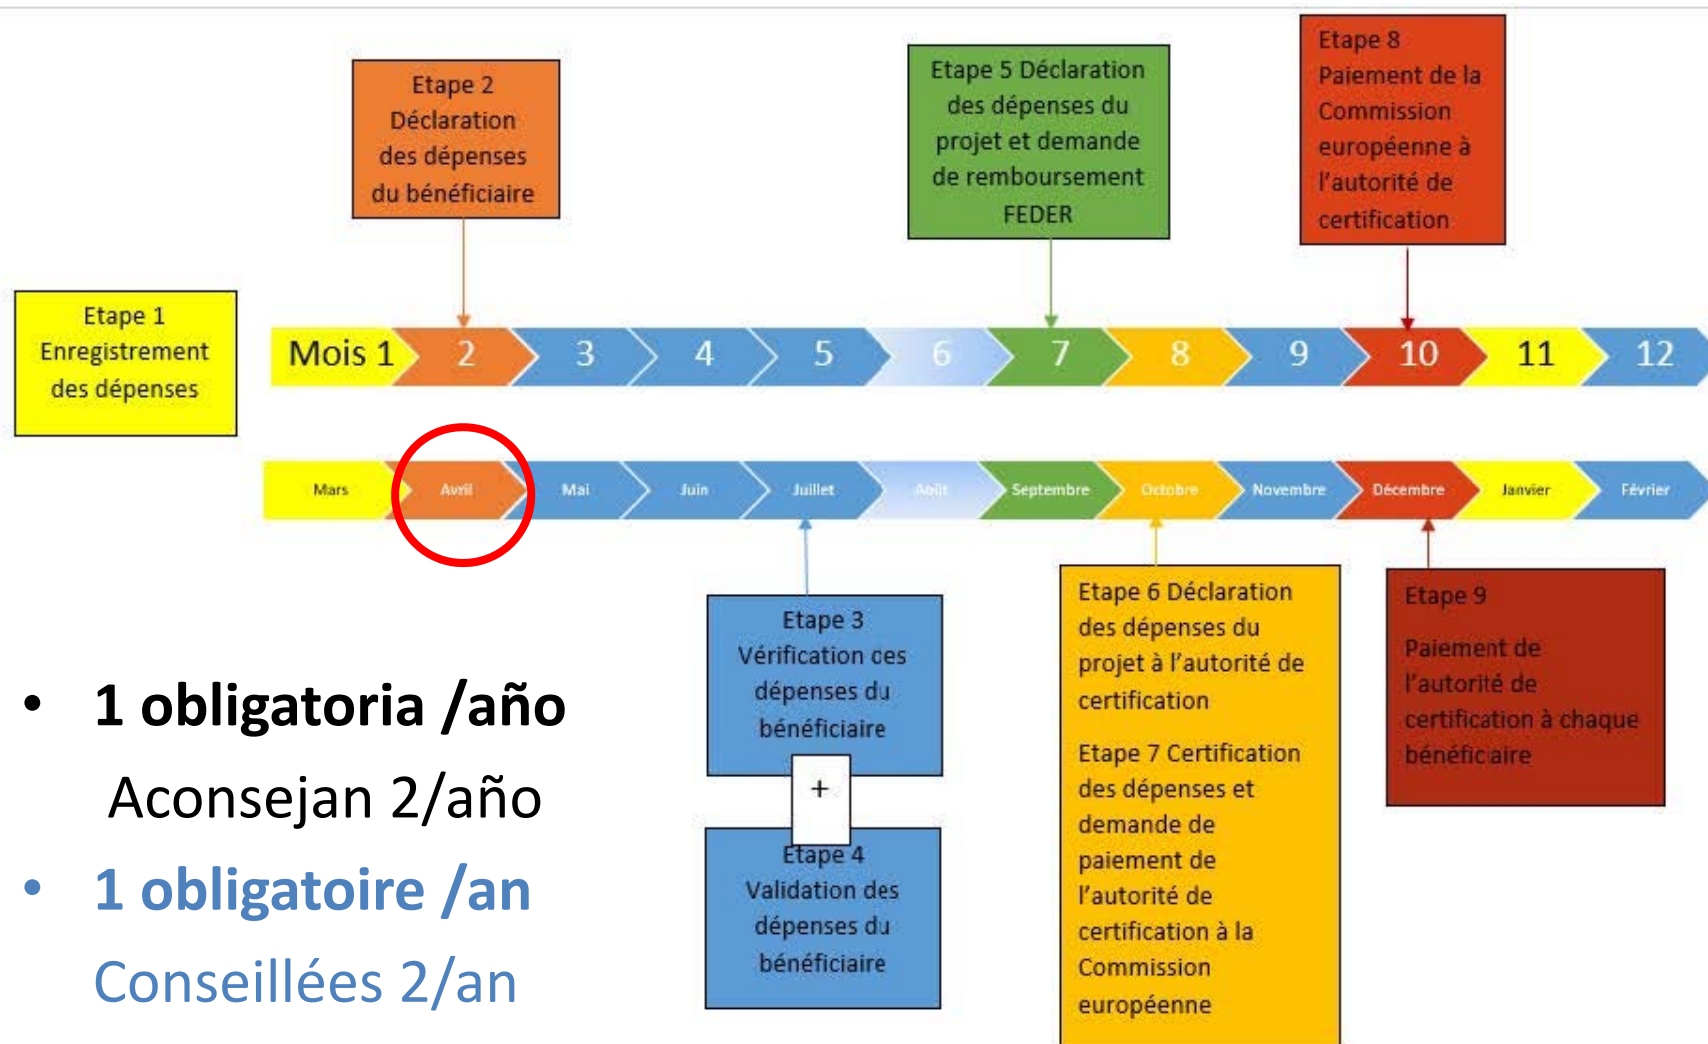 Etape 2
Déclaration
des dépenses
du bénéficiaire
Etape 5 Déclaration
des dépenses du
projet et demande
de remboursement
FEDER
Etape 8
Paiement de la
Commission
européenne à
l'autorité de
certification
Etape 1
Enregistrement
des dépenses
Mois 1 2 3 4 5 6 7 8 9 10 11 12
Mars Avril Mai Juin Juillet Août Septembre Octobre Novembre Décembre Janvier Février
Etape 3
Vérification des
dépenses du
bénéficiaire
+
Etape 4
Validation des
dépenses du
bénéficiaire
Etape 6 Déclaration
des dépenses du
projet à l'autorité de
certification
Etape 7 Certification
des dépenses et
demande de
paiement de
l'autorité de
certification à la
Commission
européenne
Etape 9
Paiement de
l'autorité de
certification à chaque
bénéficiaire
• 1 obligatoria /año
Aconsejan 2/año
• 1 obligatoire /an
Conseillées 2/an